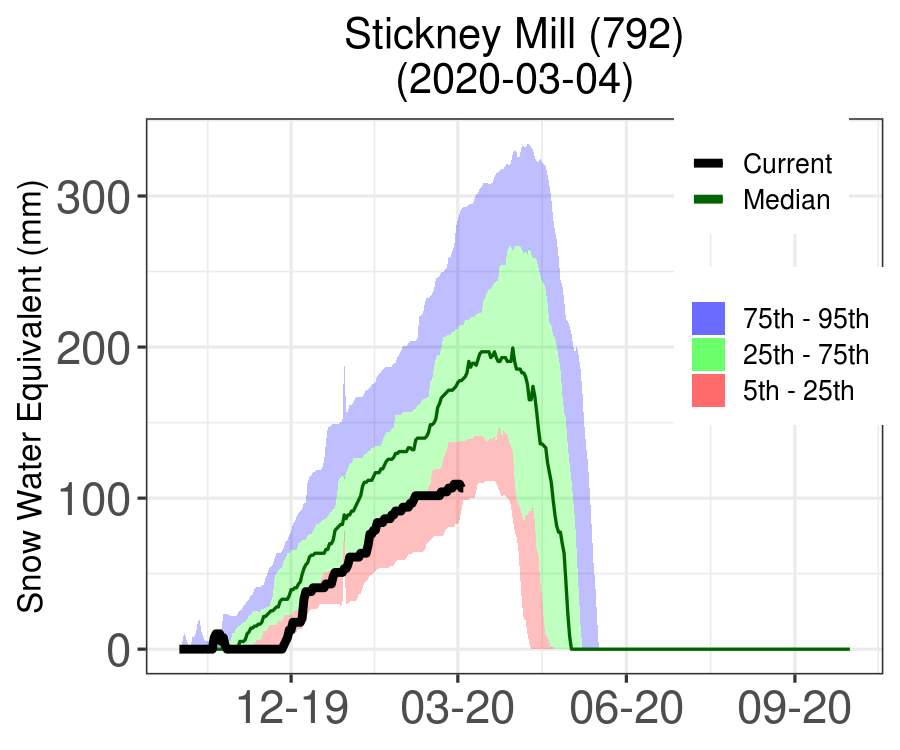 Stickney Mill (792)
(2020-03-04)
Snow Water Equivalent (mm)
300
200
100
0
12-19
03-20
06-20
09-20
Current
Median
75th - 95th
25th - 75th
5th - 25th